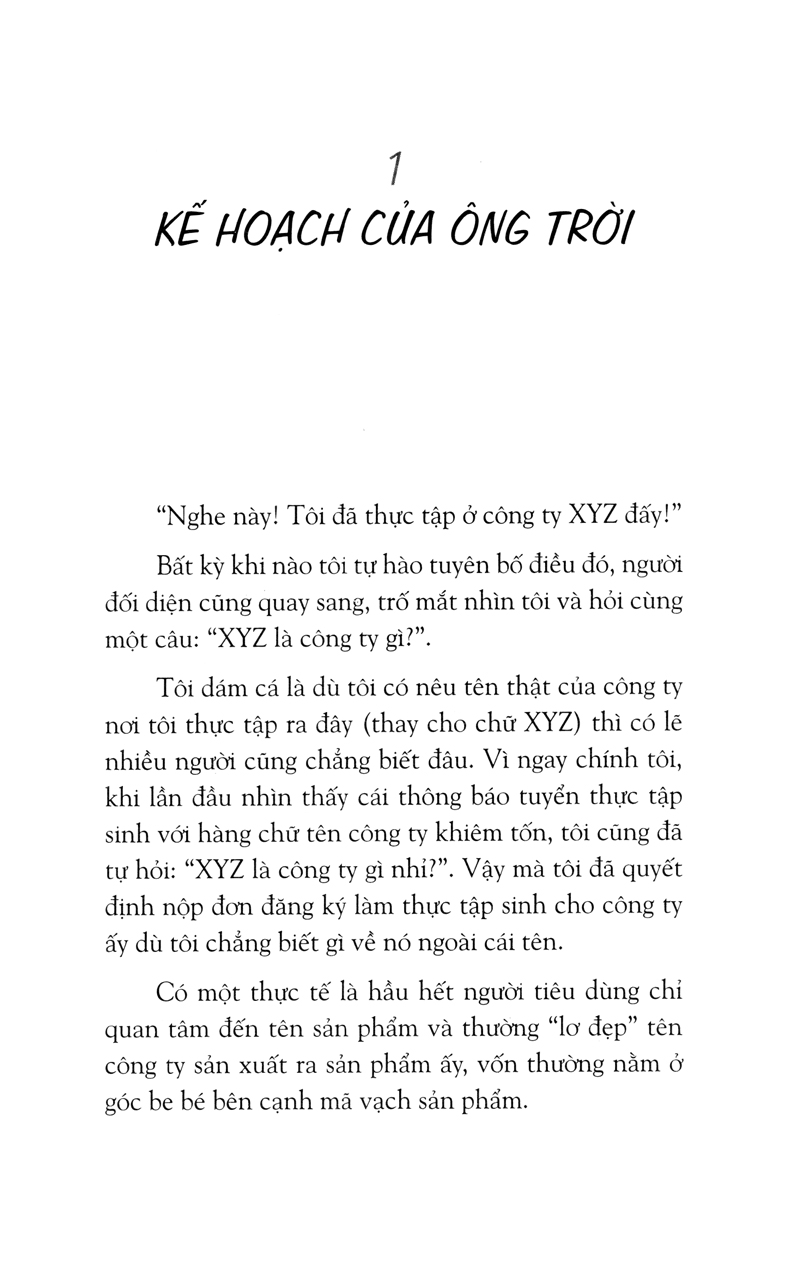 1
KẾ HOẠCH CỦA ÔNG TRỜI
“Nghe này! Tôi đã thực tập ở công ty XYZ đấy!”
Bất kỳ khi nào tôi tự hào tuyên bố điều đó, người
đối diện cũng quay sang, trố mắt nhìn tôi và hỏi cùng
một câu: “XYZ là công ty gì?”.
Tôi dám cá là dù tôi có nêu tên thật của công ty
nơi tôi thực tập ra đây (thay cho chữ XYZ) thì có lẽ
nhiều người cũng chẳng biết đâu. Vì ngay chính tôi,
khi lần đầu nhìn thấy cái thông báo tuyển thực tập
sinh với hàng chữ tên công ty khiêm tốn, tôi cũng đã
tự hỏi: “XYZ là công ty gì nhỉ?”. Vậy mà tôi đã quyết
định nộp đơn đăng ký làm thực tập sinh cho công ty
ấy dù tôi chẳng biết gì về nó ngoài cái tên.
Có một thực tế là hầu hết người tiêu dùng chỉ
quan tâm đến tên sản phẩm và thường “lơ đẹp” tên
công ty sản xuất ra sản phẩm ấy, vốn thường nằm ở
góc be bé bên cạnh mã vạch sản phẩm.